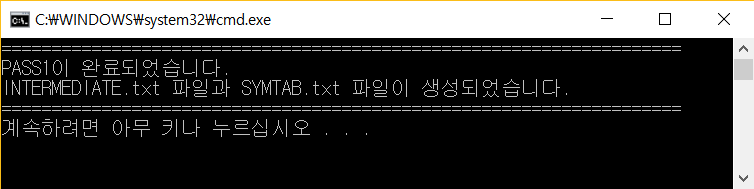 C:₩WINDOWS₩system32₩cmd.exe
====================================================================
PASS1이 완료되었습니다.
INTERMEDIATE.txt 파일과 SYMTAB.txt 파일이 생성되었습니다.
====================================================================
계속하려면 아무 키나 누르십시오 . . .